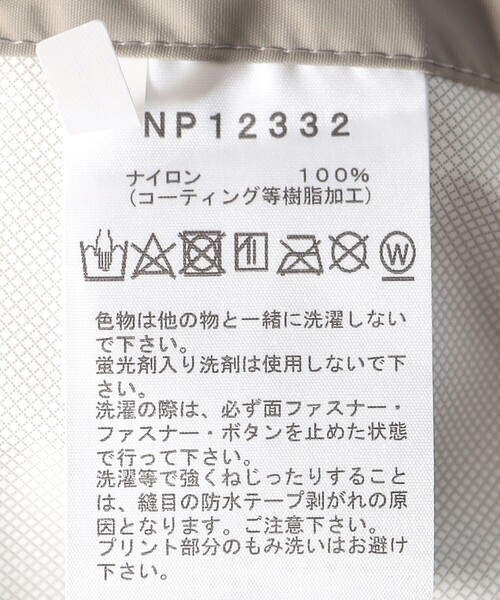 NP12332
ナイロン 100%
(コーティング等樹脂加工)
W
色物は他の物と一緒に洗濯しない
で下さい。
蛍光剤入り洗剤は使用しないで下
さい。
洗濯の際は、必ず面ファスナー・
ファスナー・ボタンを止めた状態
で行って下さい。
洗濯等で強くねじったりすること
は、縫目の防水テープ剥がれの原
因となります。ご注意下さい。
プリント部分のもみ洗いはお避け
下さい。